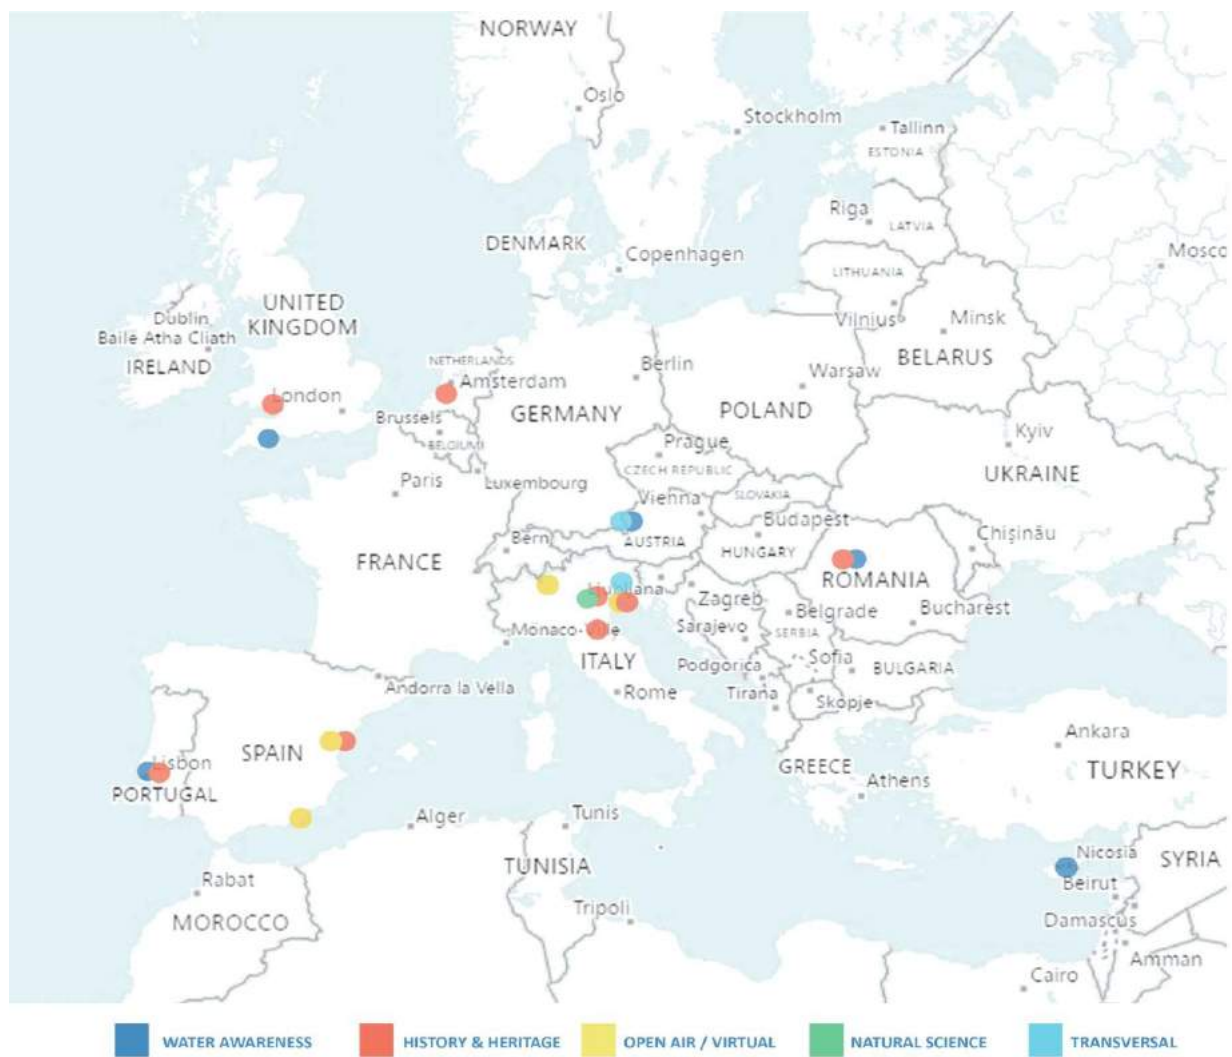 NORWAY
Oslo
Stockholm
Tallinn
ESTONIA
Riga
LATVIA
DENMARK
Copenhagen
Mosco
LITHUANIA
UNITED
KINGDOM
Dublin
Baile Atha Cliath
IRELAND
Vilnius
Minsk
BELARUS
NETHERLANDS
Amsterdam
Berlin
Warsaw
London
Brussels
GERMANY
POLAND
BELGIUM
Prague
Kyiv
CZECH REPUBLIC
UKRAINE
Paris
Luxembourg
Vienna
SLOVAKIA
Budapest
Chișinău
Bern
AUSTRIA
HUNGARY
FRANCE
ROMANIA
Ljubljana
Zagreb
Belgrade
Bucharest
Monaco-Ville
Sarajevo
SERBIA
ITALY
Podgorica
Sofia
BULGARIA
Andorra la Vella
Rome
Tirana
Skopje
Ankara
SPAIN
Lisbon
GREECE
TURKEY
PORTUGAL
Athens
Alger
Tunis
Nicosia
SYRIA
TUNISIA
Rabat
Beirut
MOROCCO
Tripoli
Damascus
Amman
Cairo
WATER AWARENESS
HISTORY & HERITAGE
OPEN AIR / VIRTUAL
NATURAL SCIENCE
TRANSVERSAL